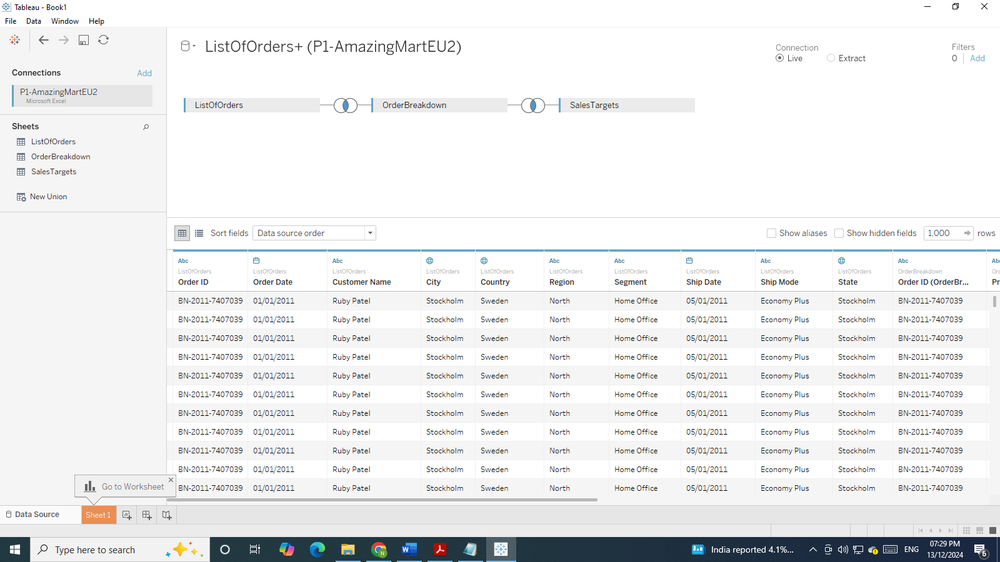 Tableau - Book1
File Data Window Help
Connections Add
P1-AmazingMartEU2
Microsoft Excel
Sheets
ListOfOrders
OrderBreakdown
SalesTargets
New Union
ListOfOrders+ (P1-AmazingMartEU2)
Connection
Live Extract
Filters
0 Add
ListOfOrders OrderBreakdown SalesTargets
Sort fields Data source order Show aliases Show hidden fields 1,000 rows
Abc Abc Abc Abc Abc Abc Abc
ListOfOrders ListOfOrders ListOfOrders ListOfOrders ListOfOrders ListOfOrders ListOfOrders ListOfOrders ListOfOrders ListOfOrders OrderBreakdown
Order ID Order Date Customer Name City Country Region Segment Ship Date Ship Mode State Order ID (OrderBr... Pr
BN-2011-7407039 01/01/2011 Ruby Patel Stockholm Sweden North Home Office 05/01/2011 Economy Plus Stockholm BN-2011-7407039
BN-2011-7407039 01/01/2011 Ruby Patel Stockholm Sweden North Home Office 05/01/2011 Economy Plus Stockholm BN-2011-7407039
BN-2011-7407039 01/01/2011 Ruby Patel Stockholm Sweden North Home Office 05/01/2011 Economy Plus Stockholm BN-2011-7407039
BN-2011-7407039 01/01/2011 Ruby Patel Stockholm Sweden North Home Office 05/01/2011 Economy Plus Stockholm BN-2011-7407039
BN-2011-7407039 01/01/2011 Ruby Patel Stockholm Sweden North Home Office 05/01/2011 Economy Plus Stockholm BN-2011-7407039
BN-2011-7407039 01/01/2011 Ruby Patel Stockholm Sweden North Home Office 05/01/2011 Economy Plus Stockholm BN-2011-7407039
BN-2011-7407039 01/01/2011 Ruby Patel Stockholm Sweden North Home Office 05/01/2011 Economy Plus Stockholm BN-2011-7407039
BN-2011-7407039 01/01/2011 Ruby Patel Stockholm Sweden North Home Office 05/01/2011 Economy Plus Stockholm BN-2011-7407039
BN-2011-7407039 01/01/2011 Ruby Patel Stockholm Sweden North Home Office 05/01/2011 Economy Plus Stockholm BN-2011-7407039
BN-2011-7407039 01/01/2011 Ruby Patel Stockholm Sweden North Home Office 05/01/2011 Economy Plus Stockholm BN-2011-7407039
BN-2011-7407039 01/01/2011 Ruby Patel Stockholm Sweden North Home Office 05/01/2011 Economy Plus Stockholm BN-2011-7407039
Go to Worksheet
Data Source Sheet 1
Type here to search
India reported 4.1%... ENG
07:29 PM
13/12/2024
6